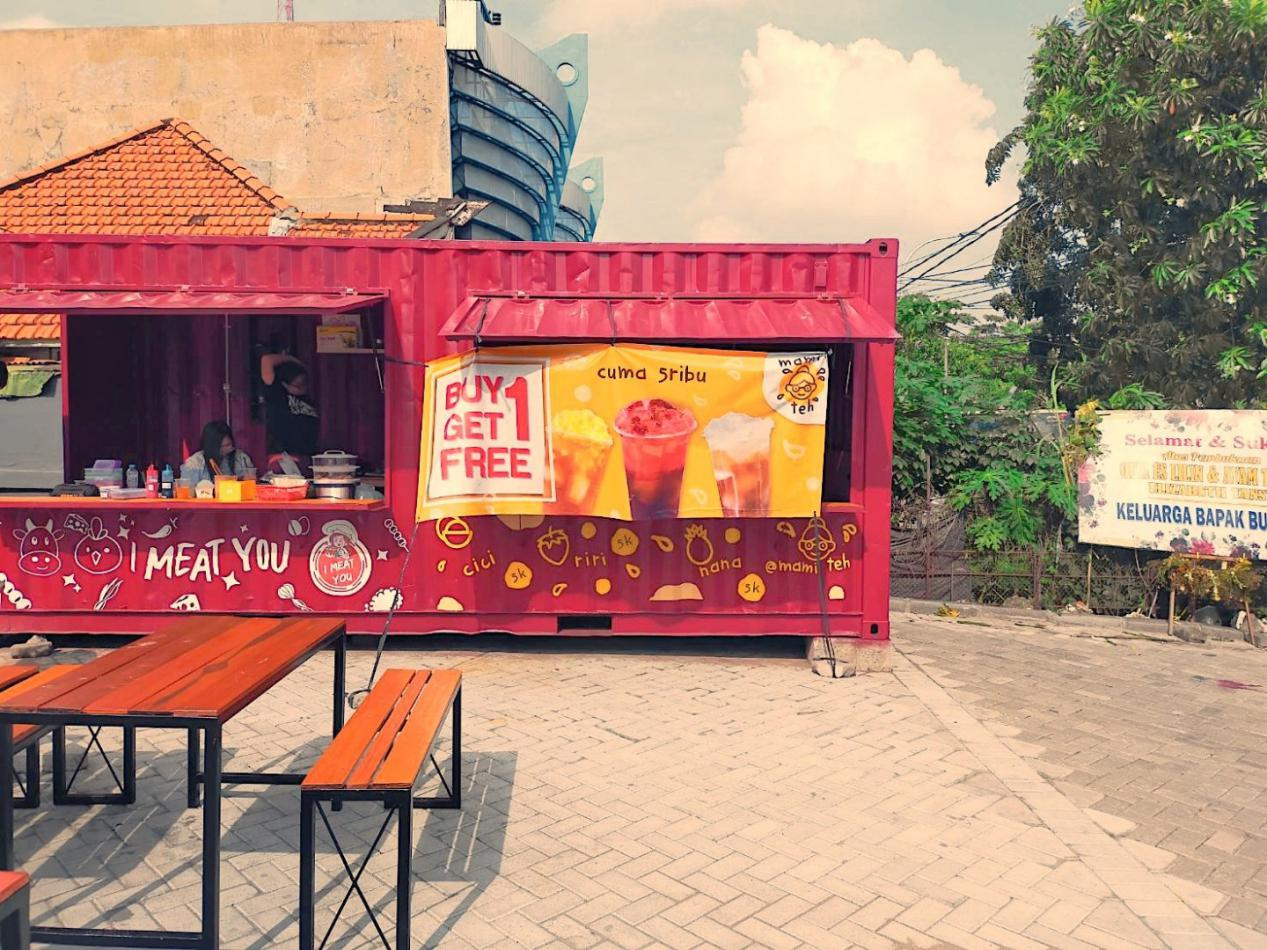 BUY 1
GET
FREE
cuma 5ribu
mami
teh
I MEAT YOU
I MEAT
YOU
cici
5K
riri
5K
nana
5K
@mami teh
Selamat & Suk
KELUARGA BAPAK BU